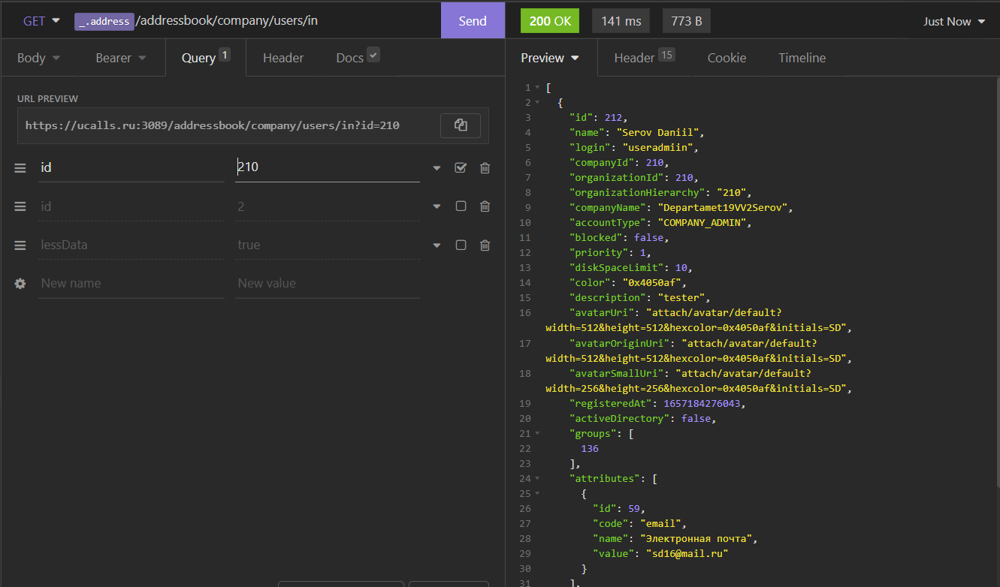 GET _.address /addressbook/company/users/in Send 200 OK 141 ms 773 B Just Now
Body Bearer Query 1 Header Docs Preview Header 15 Cookie Timeline
URL PREVIEW
https://ucalls.ru:3089/addressbook/company/users/in?id=210
id 210
id 2
lessData true
New name New value
1 [
2 {
3 "id": 212,
4 "name": "Serov Daniil",
5 "login": "useradmiin",
6 "companyId": 210,
7 "organizationId": 210,
8 "organizationHierarchy": "210",
9 "companyName": "Departamet19VV2Serov",
10 "accountType": "COMPANY_ADMIN",
11 "blocked": false,
12 "priority": 1,
13 "diskSpaceLimit": 10,
14 "color": "0x4050af",
15 "description": "tester",
16 "avatarUri": "attach/avatar/default?
width=512&height=512&hexcolor=0x4050af&initials=SD",
17 "avatarOriginUri": "attach/avatar/default?
width=512&height=512&hexcolor=0x4050af&initials=SD",
18 "avatarSmallUri": "attach/avatar/default?
width=256&height=256&hexcolor=0x4050af&initials=SD",
19 "registeredAt": 1657184276043,
20 "activeDirectory": false,
21 "groups": [
22 136
23 ],
24 "attributes": [
25 {
26 "id": 59,
27 "code": "email",
28 "name": "Электронная почта",
29 "value": "sd16@mail.ru"
30 }
31 ],